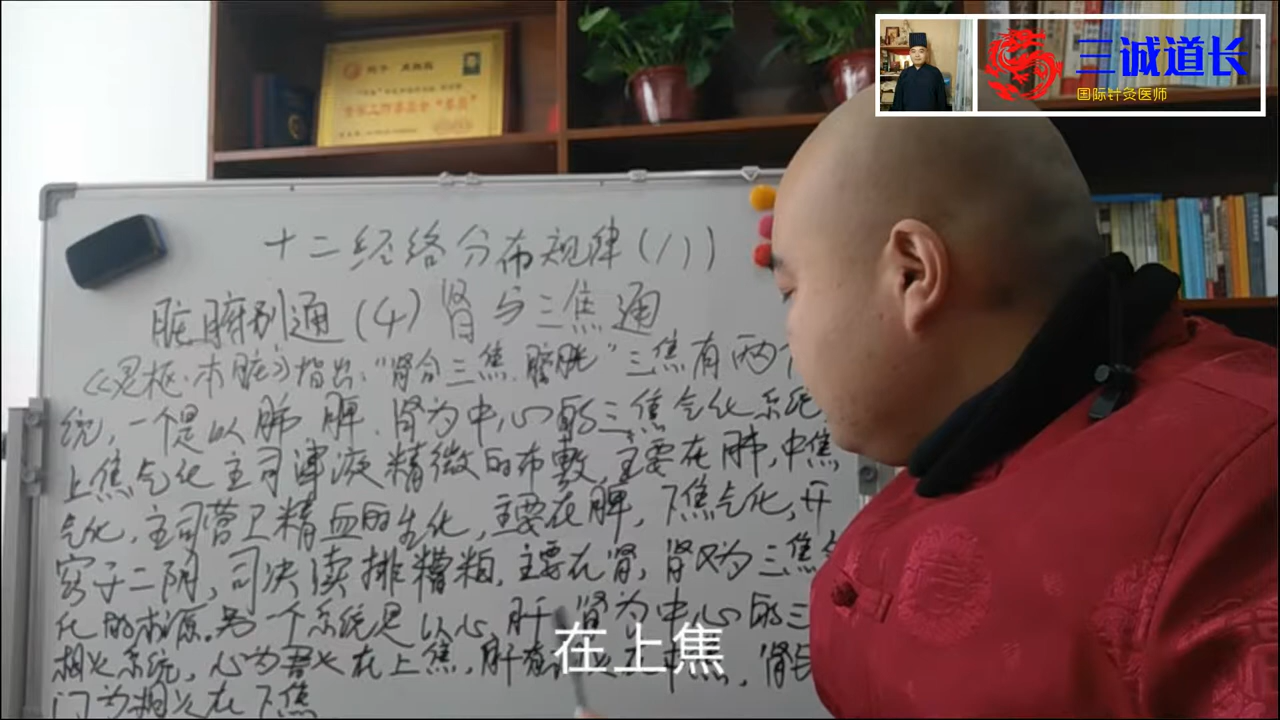 三诚道长
国际针灸医师
十二经络分布规律(八)
脏腑别通(4)肾与三焦通
《灵枢·本脏》指出:“肾合三焦、膀胱”三焦有两个
统,一个是以肺脾、肾为中心的三焦气化系统
上焦气化主司津液精微的布敷,主要在肺,中焦
气化,主司营卫精血的生化,主要在脾,下焦气化,开
窍于二阴,司决渎排糟粕,主要在肾,肾又为三焦气
化的本源。另一个系统是以心、肝、肾为中心的三
相火系统,心为君火在上焦,肝
中焦,肾
门为相火在下焦
在上焦